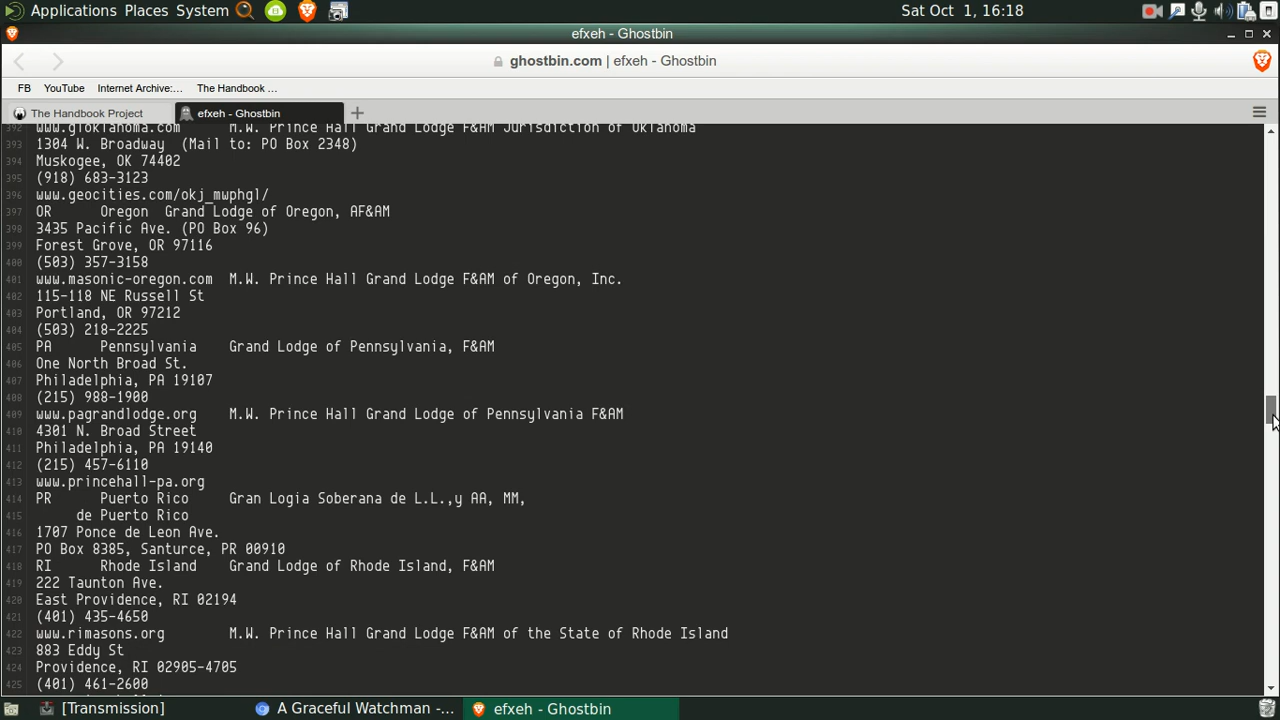 Applications Places System Sat Oct 1, 16:18
efxeh - Ghostbin
ghostbin.com | efxeh - Ghostbin
FB YouTube Internet Archive:... The Handbook ...
The Handbook Project efxeh - Ghostbin
392 www.gloklahoma.com M.W. Prince Hall Grand Lodge F&AM Jurisdiction of Oklahoma
393 1304 W. Broadway (Mail to: PO Box 2348)
394 Muskogee, OK 74402
395 (918) 683-3123
396 www.geocities.com/okj_mwphgl/
397 OR Oregon Grand Lodge of Oregon, AF&AM
398 3435 Pacific Ave. (PO Box 96)
399 Forest Grove, OR 97116
400 (503) 357-3158
401 www.masonic-oregon.com M.W. Prince Hall Grand Lodge F&AM of Oregon, Inc.
402 115-118 NE Russell St
403 Portland, OR 97212
404 (503) 218-2225
405 PA Pennsylvania Grand Lodge of Pennsylvania, F&AM
406 One North Broad St.
407 Philadelphia, PA 19107
408 (215) 988-1900
409 www.pagrandlodge.org M.W. Prince Hall Grand Lodge of Pennsylvania F&AM
410 4301 N. Broad Street
411 Philadelphia, PA 19140
412 (215) 457-6110
413 www.princehall-pa.org
414 PR Puerto Rico Gran Logia Soberana de L.L.,y AA, MM,
415 de Puerto Rico
416 1707 Ponce de Leon Ave.
417 PO Box 8385, Santurce, PR 00910
418 RI Rhode Island Grand Lodge of Rhode Island, F&AM
419 222 Taunton Ave.
420 East Providence, RI 02194
421 (401) 435-4650
422 www.rimasons.org M.W. Prince Hall Grand Lodge F&AM of the State of Rhode Island
423 883 Eddy St
424 Providence, RI 02905-4705
425 (401) 461-2600
[Transmission] A Graceful Watchman -... efxeh - Ghostbin